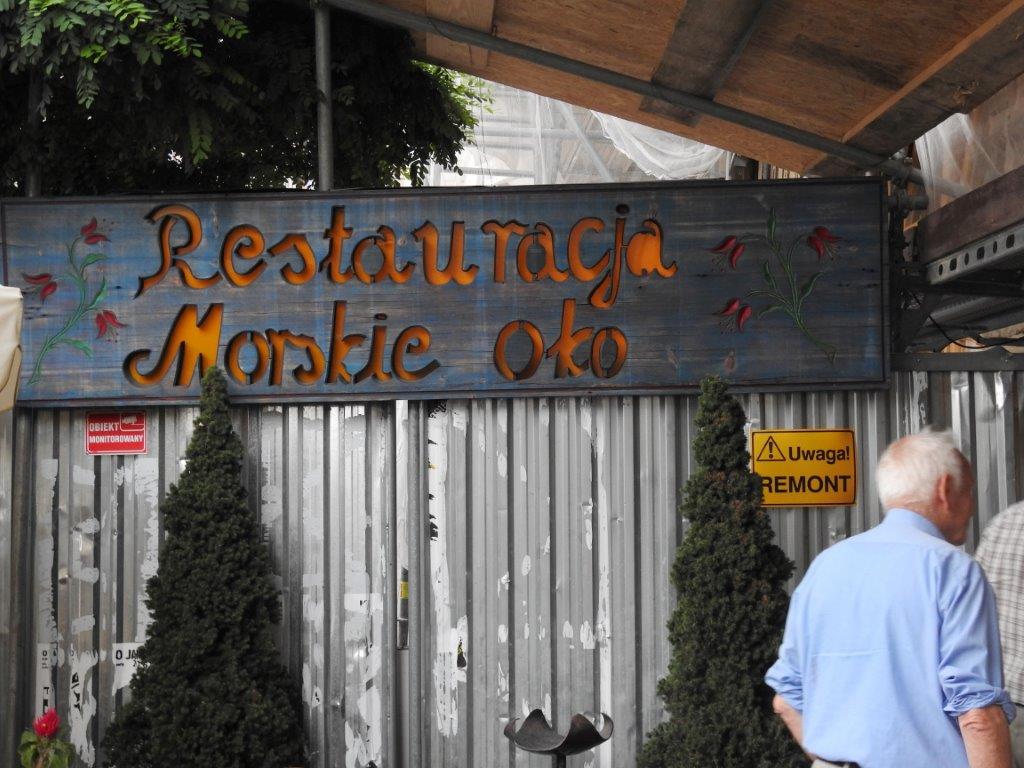 Restauracja
Morskie oko
OBIEKT
MONITOROWANY
Uwaga!
REMONT